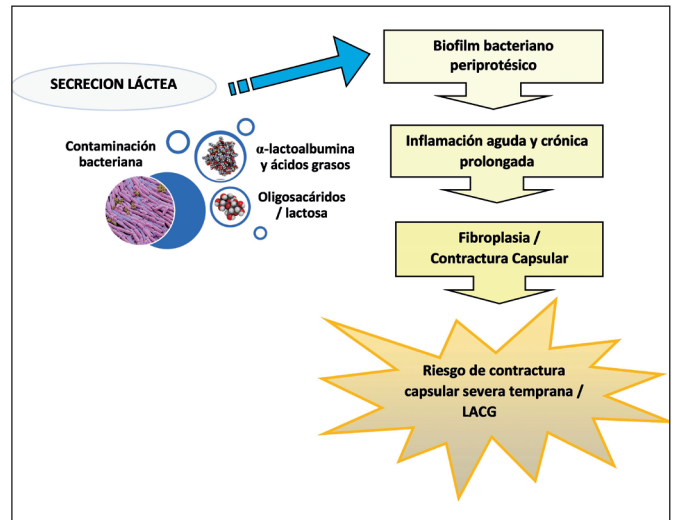 SECRECION LÁCTEA
Contaminación
bacteriana
α-lactoalbumina
y ácidos grasos
Oligosacáridos
/ lactosa
Biofilm bacteriano
periprotésico
Inflamación aguda y crónica
prolongada
Fibroplasia /
Contractura Capsular
Riesgo de contractura
capsular severa temprana /
LACG